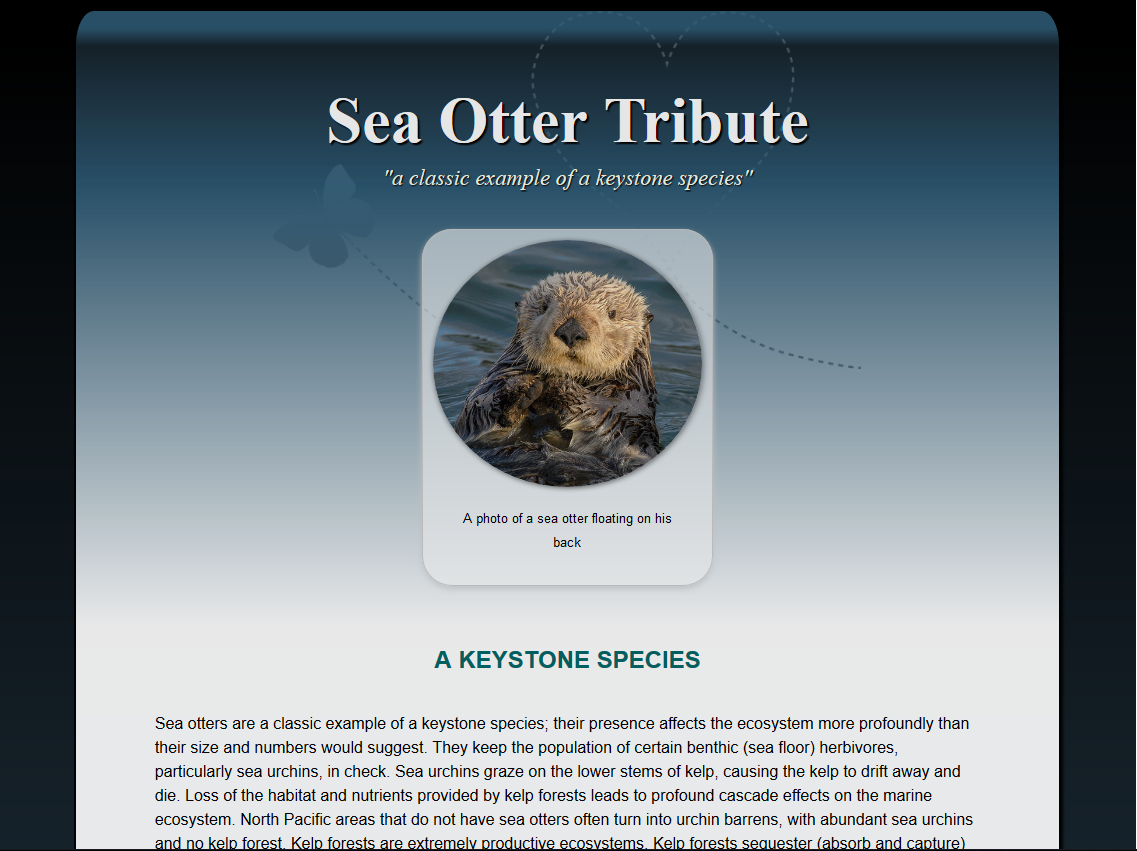 Sea Otter Tribute
"a classic example of a keystone species"
A photo of a sea otter floating on his
back
A KEYSTONE SPECIES
Sea otters are a classic example of a keystone species; their presence affects the ecosystem more profoundly than
their size and numbers would suggest. They keep the population of certain benthic (sea floor) herbivores,
particularly sea urchins, in check. Sea urchins graze on the lower stems of kelp, causing the kelp to drift away and
die. Loss of the habitat and nutrients provided by kelp forests leads to profound cascade effects on the marine
ecosystem. North Pacific areas that do not have sea otters often turn into urchin barrens, with abundant sea urchins
and no kelp forest. Kelp forests are extremely productive ecosystems. Kelp forests sequester (absorb and capture)